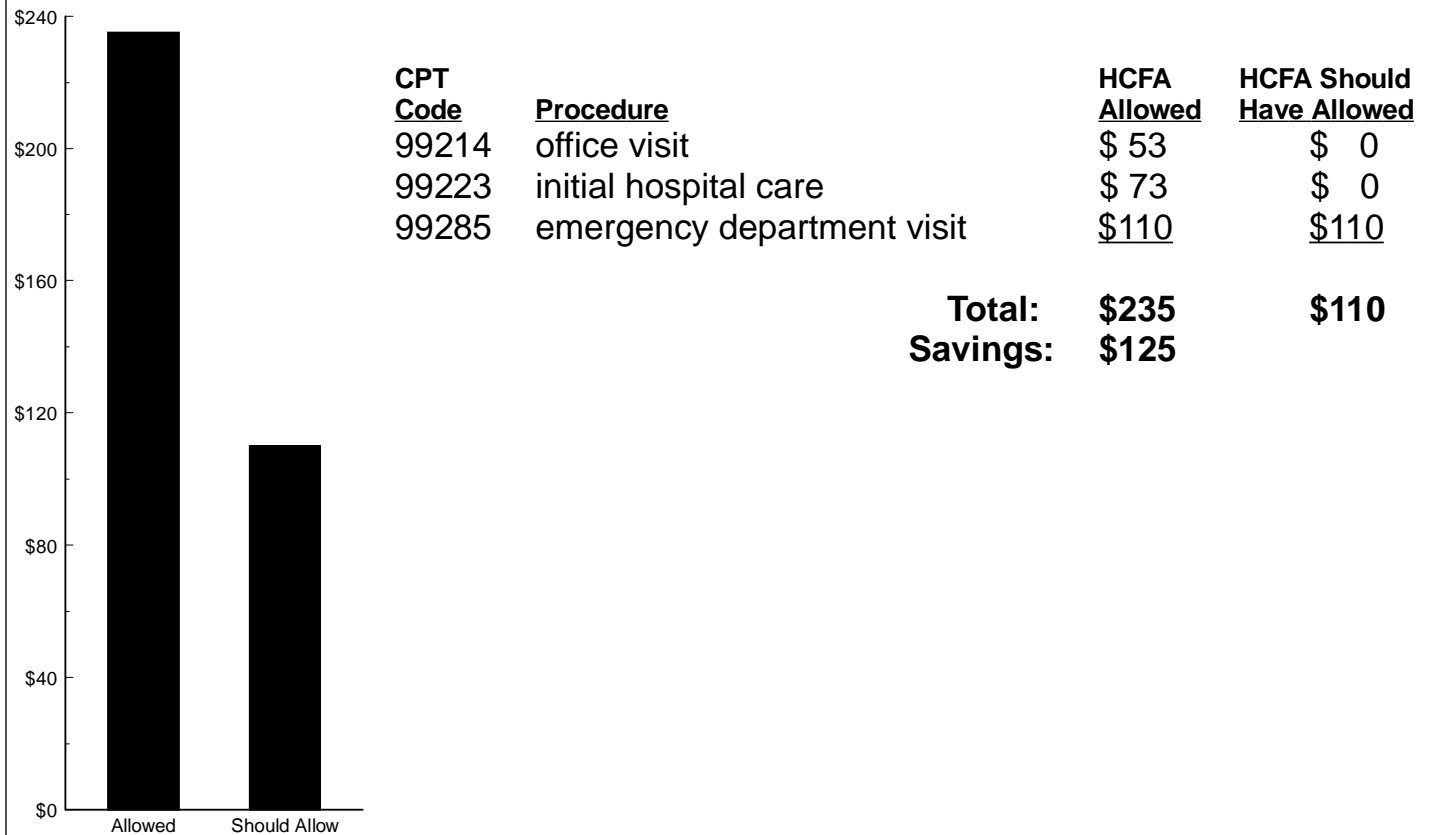 $240
$200
$160
$120
$80
$40
$0
Allowed Should Allow
CPT HCFA HCFA Should
Code Procedure Allowed Have Allowed
99214 office visit $ 53 $ 0
99223 initial hospital care $ 73 $ 0
99285 emergency department visit $110 $110
Total: $235 $110
Savings: $125